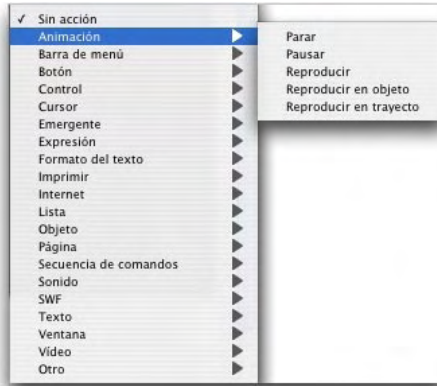 ✓ Sin acción
Animación
Barra de menú
Botón
Control
Cursor
Emergente
Expresión
Formato del texto
Imprimir
Internet
Lista
Objeto
Página
Secuencia de comandos
Sonido
SWF
Texto
Ventana
Vídeo
Otro
Parar
Pausar
Reproducir
Reproducir en objeto
Reproducir en trayecto